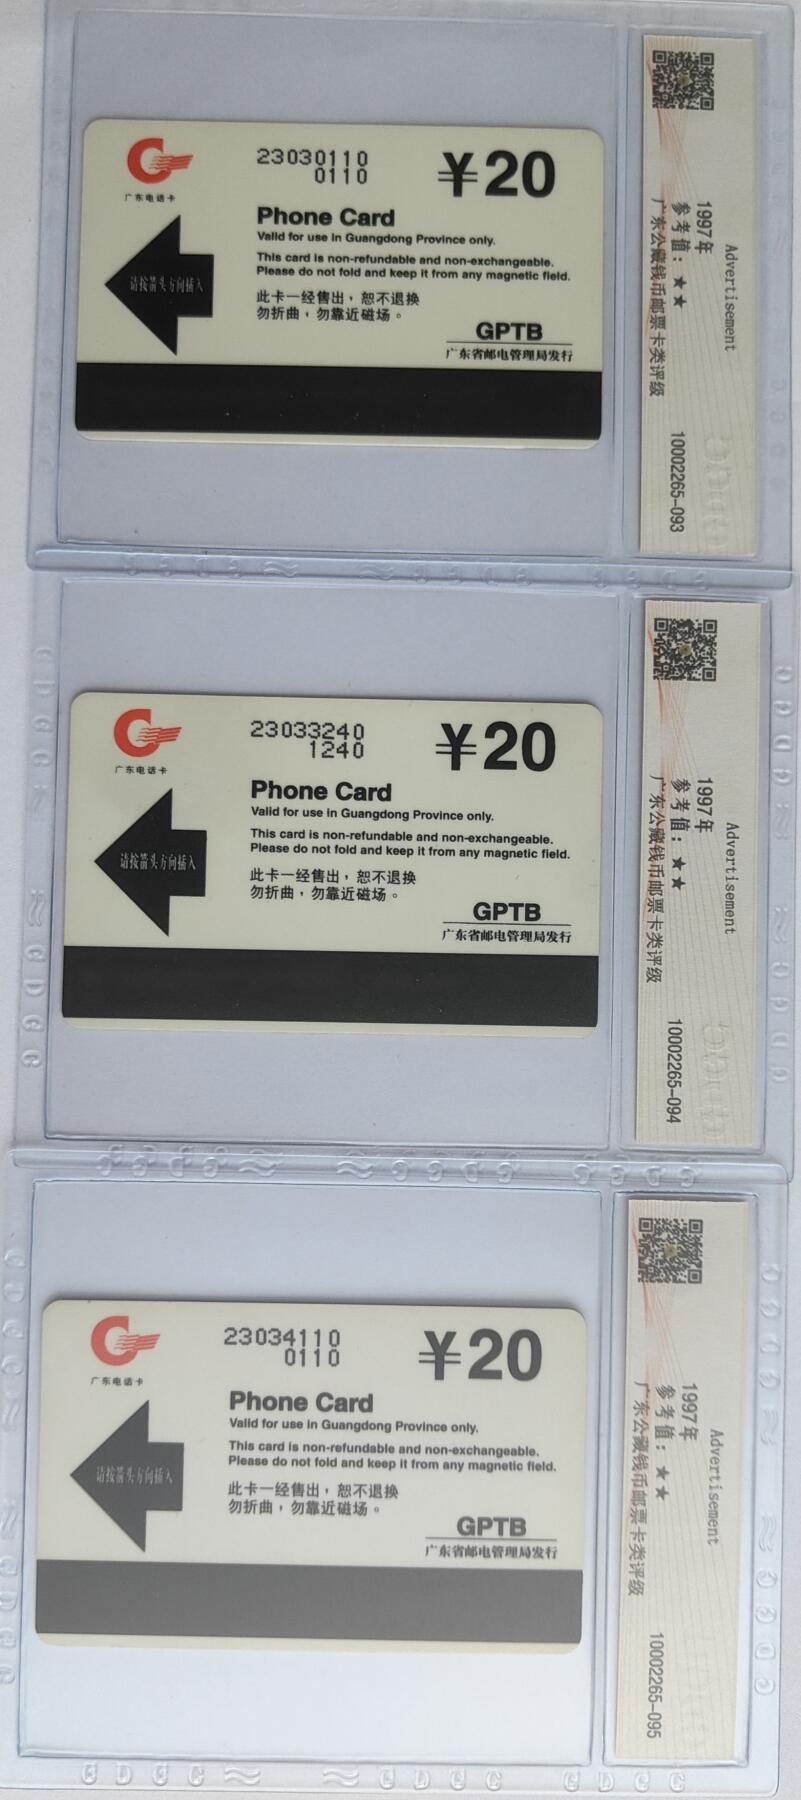 广东电话卡
23030110
0110
¥20
Phone Card
Valid for use in Guangdong Province only.
This card is non-refundable and non-exchangeable.
Please do not fold and keep it from any magnetic field.
请按箭头方向插入
此卡一经售出，恕不退换
勿折曲，勿靠近磁场。
GPTB
广东省邮电管理局发行
Advertisement
1997年
参考值：★★
广东公藏钱币邮票卡类评级
10002265-093
广东电话卡
23033240
1240
¥20
Phone Card
Valid for use in Guangdong Province only.
This card is non-refundable and non-exchangeable.
Please do not fold and keep it from any magnetic field.
请按箭头方向插入
此卡一经售出，恕不退换
勿折曲，勿靠近磁场。
GPTB
广东省邮电管理局发行
Advertisement
1997年
参考值：★★
广东公藏钱币邮票卡类评级
10002265-094
广东电话卡
23034110
0110
¥20
Phone Card
Valid for use in Guangdong Province only.
This card is non-refundable and non-exchangeable.
Please do not fold and keep it from any magnetic field.
请按箭头方向插入
此卡一经售出，恕不退换
勿折曲，勿靠近磁场。
GPTB
广东省邮电管理局发行
Advertisement
1997年
参考值：★★
广东公藏钱币邮票卡类评级
10002265-095